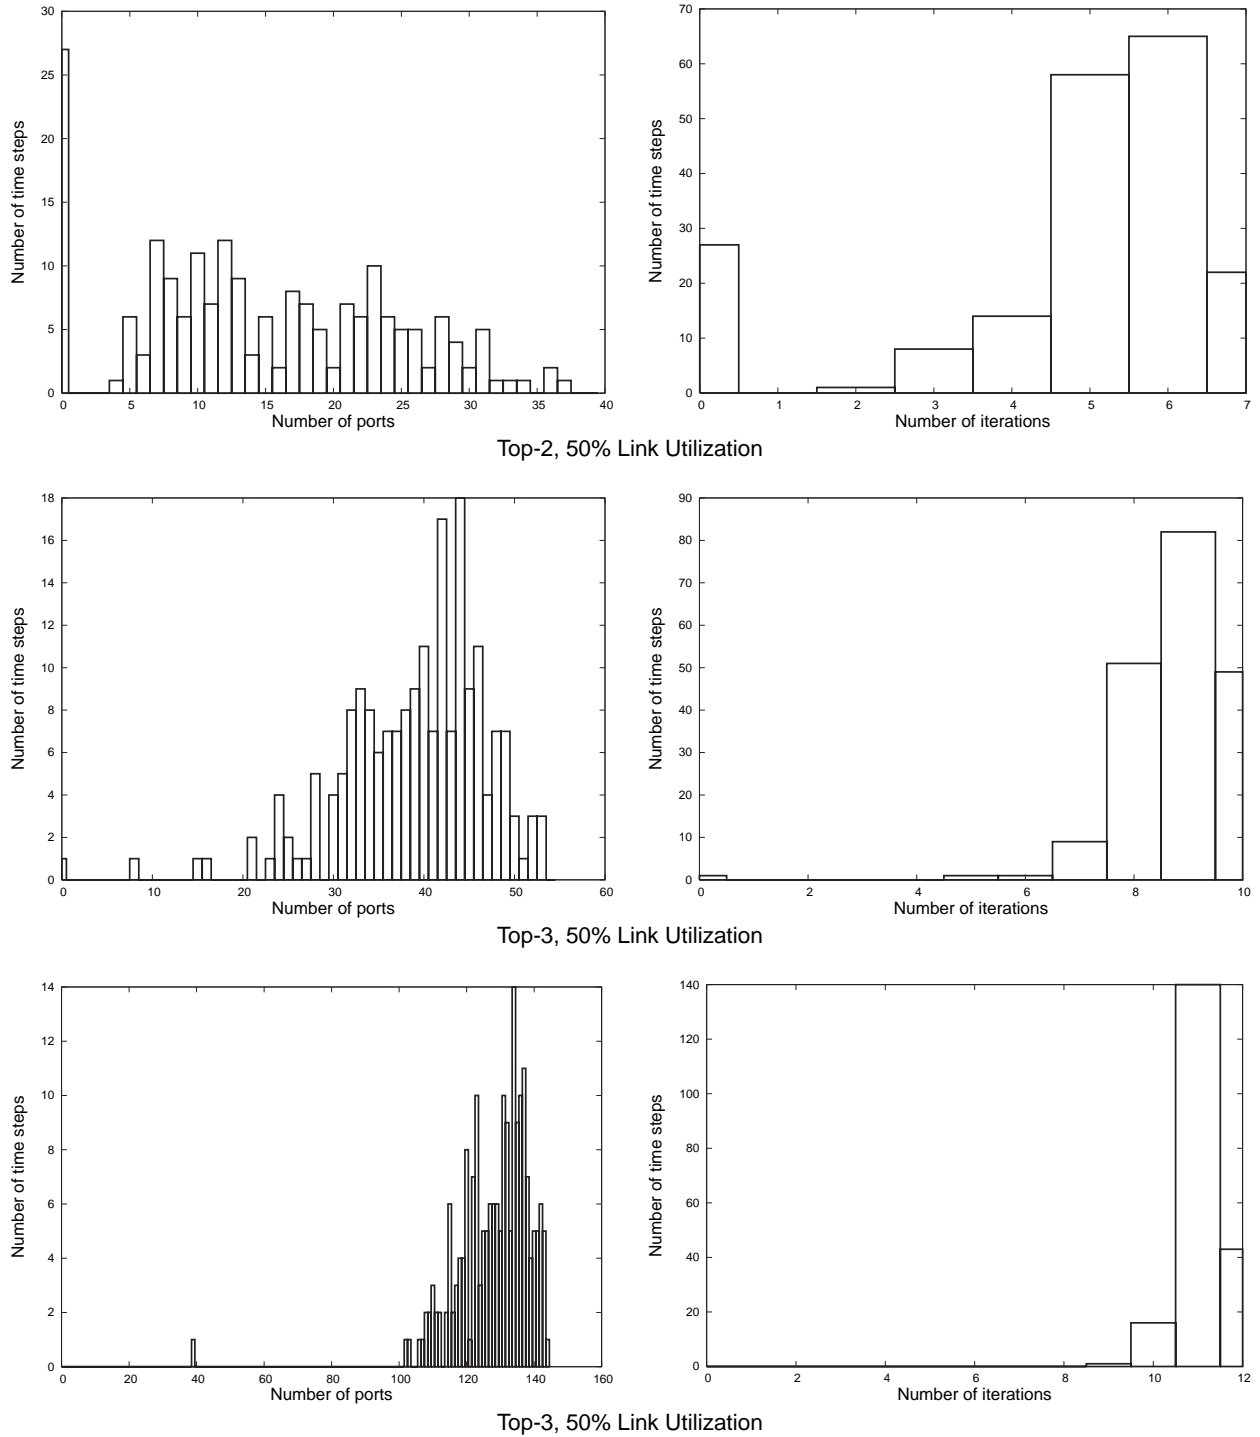 30
25
20
15
10
5
0
Number of time steps
0 5 10 15 20 25 30 35 40
Number of ports
70
60
50
40
30
20
10
0
Number of time steps
0 1 2 3 4 5 6 7
Number of iterations
Top-2, 50% Link Utilization
18
16
14
12
10
8
6
4
2
0
Number of time steps
0 10 20 30 40 50 60
Number of ports
90
80
70
60
50
40
30
20
10
0
Number of time steps
0 2 4 6 8 10
Number of iterations
Top-3, 50% Link Utilization
14
12
10
8
6
4
2
0
Number of time steps
0 20 40 60 80 100 120 140 160
Number of ports
140
120
100
80
60
40
20
0
Number of time steps
0 2 4 6 8 10 12
Number of iterations
Top-3, 50% Link Utilization